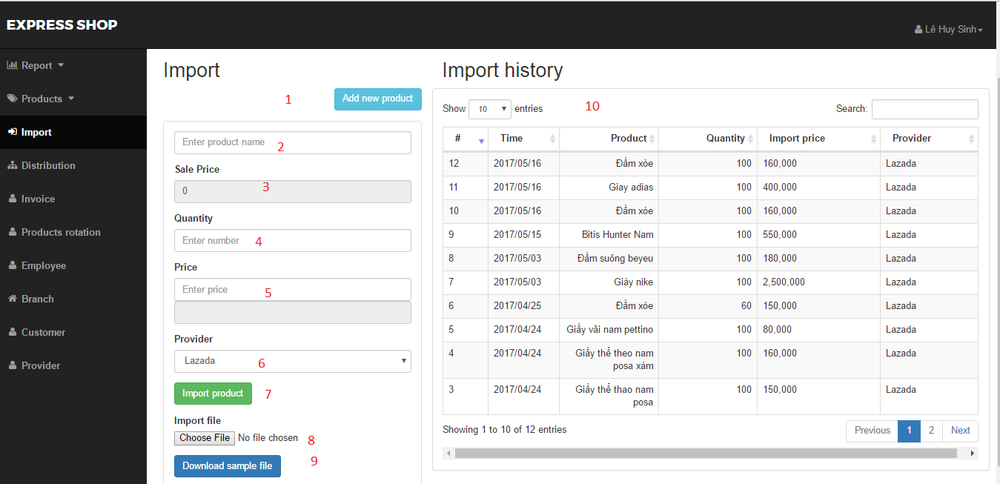 EXPRESS SHOP
Lê Huy Sinh
Report
Products
Import
Distribution
Invoice
Products rotation
Employee
Branch
Customer
Provider
Import
1 Add new product
Enter product name 2
Sale Price
0 3
Quantity
Enter number 4
Price
Enter price 5
Provider
Lazada 6
Import product 7
Import file
Choose File No file chosen 8
Download sample file 9
Import history
Show 10 entries 10 Search:
# Time Product Quantity Import price Provider
12 2017/05/16 Đầm xòe 100 160,000 Lazada
11 2017/05/16 Giay adias 100 400,000 Lazada
10 2017/05/16 Đầm xòe 100 160,000 Lazada
9 2017/05/15 Bitis Hunter Nam 100 550,000 Lazada
8 2017/05/03 Đầm suông beyeu 100 180,000 Lazada
7 2017/05/03 Giày nike 100 2,500,000 Lazada
6 2017/04/25 Đầm xòe 60 150,000 Lazada
5 2017/04/24 Giầy vải nam pettino 100 80,000 Lazada
4 2017/04/24 Giầy thể theo nam 100 160,000 Lazada
posa xám
3 2017/04/24 Giầy thể thao nam 100 150,000 Lazada
posa
Showing 1 to 10 of 12 entries
Previous 1 2 Next